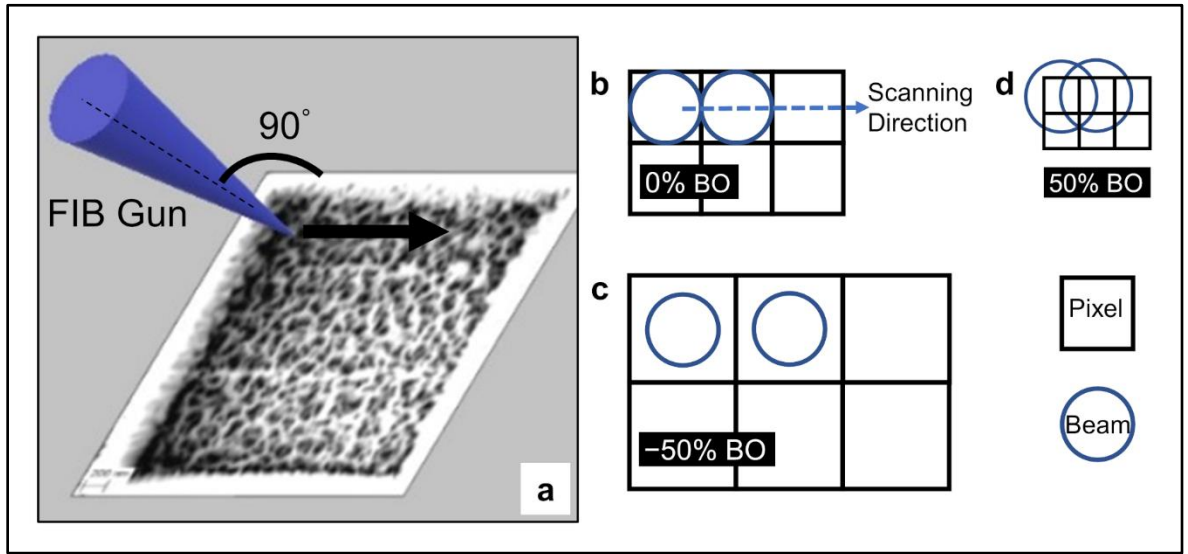 90°
FIB Gun
a
b
Scanning
Direction
0% BO
c
−50% BO
d
50% BO
Pixel
Beam